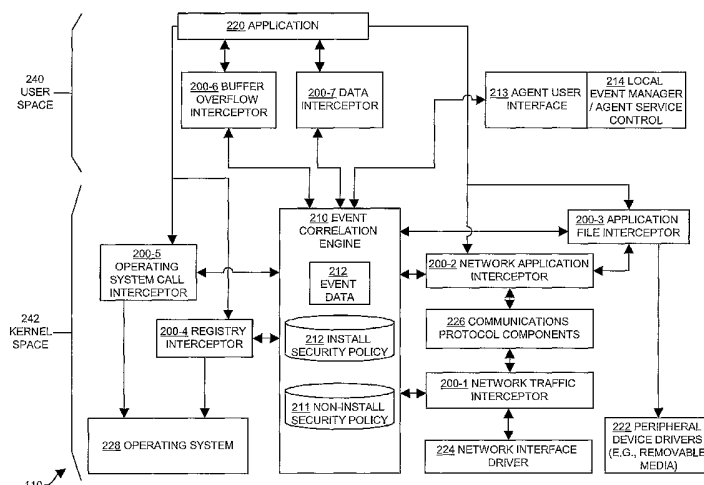 220 APPLICATION
240 USER
SPACE
200-6 BUFFER
OVERFLOW
INTERCEPTOR
200-7 DATA
INTERCEPTOR
213 AGENT USER
INTERFACE
214 LOCAL
EVENT MANAGER
/ AGENT SERVICE
CONTROL
242
KERNEL
SPACE
200-5
OPERATING
SYSTEM CALL
INTERCEPTOR
200-4 REGISTRY
INTERCEPTOR
228 OPERATING SYSTEM
210 EVENT
CORRELATION
ENGINE
212
EVENT
DATA
212 INSTALL
SECURITY POLICY
211 NON-INSTALL
SECURITY POLICY
200-3 APPLICATION
FILE INTERCEPTOR
200-2 NETWORK APPLICATION
INTERCEPTOR
226 COMMUNICATIONS
PROTOCOL COMPONENTS
200-1 NETWORK TRAFFIC
INTERCEPTOR
224 NETWORK INTERFACE
DRIVER
222 PERIPHERAL
DEVICE DRIVERS
(E.G., REMOVABLE
MEDIA)